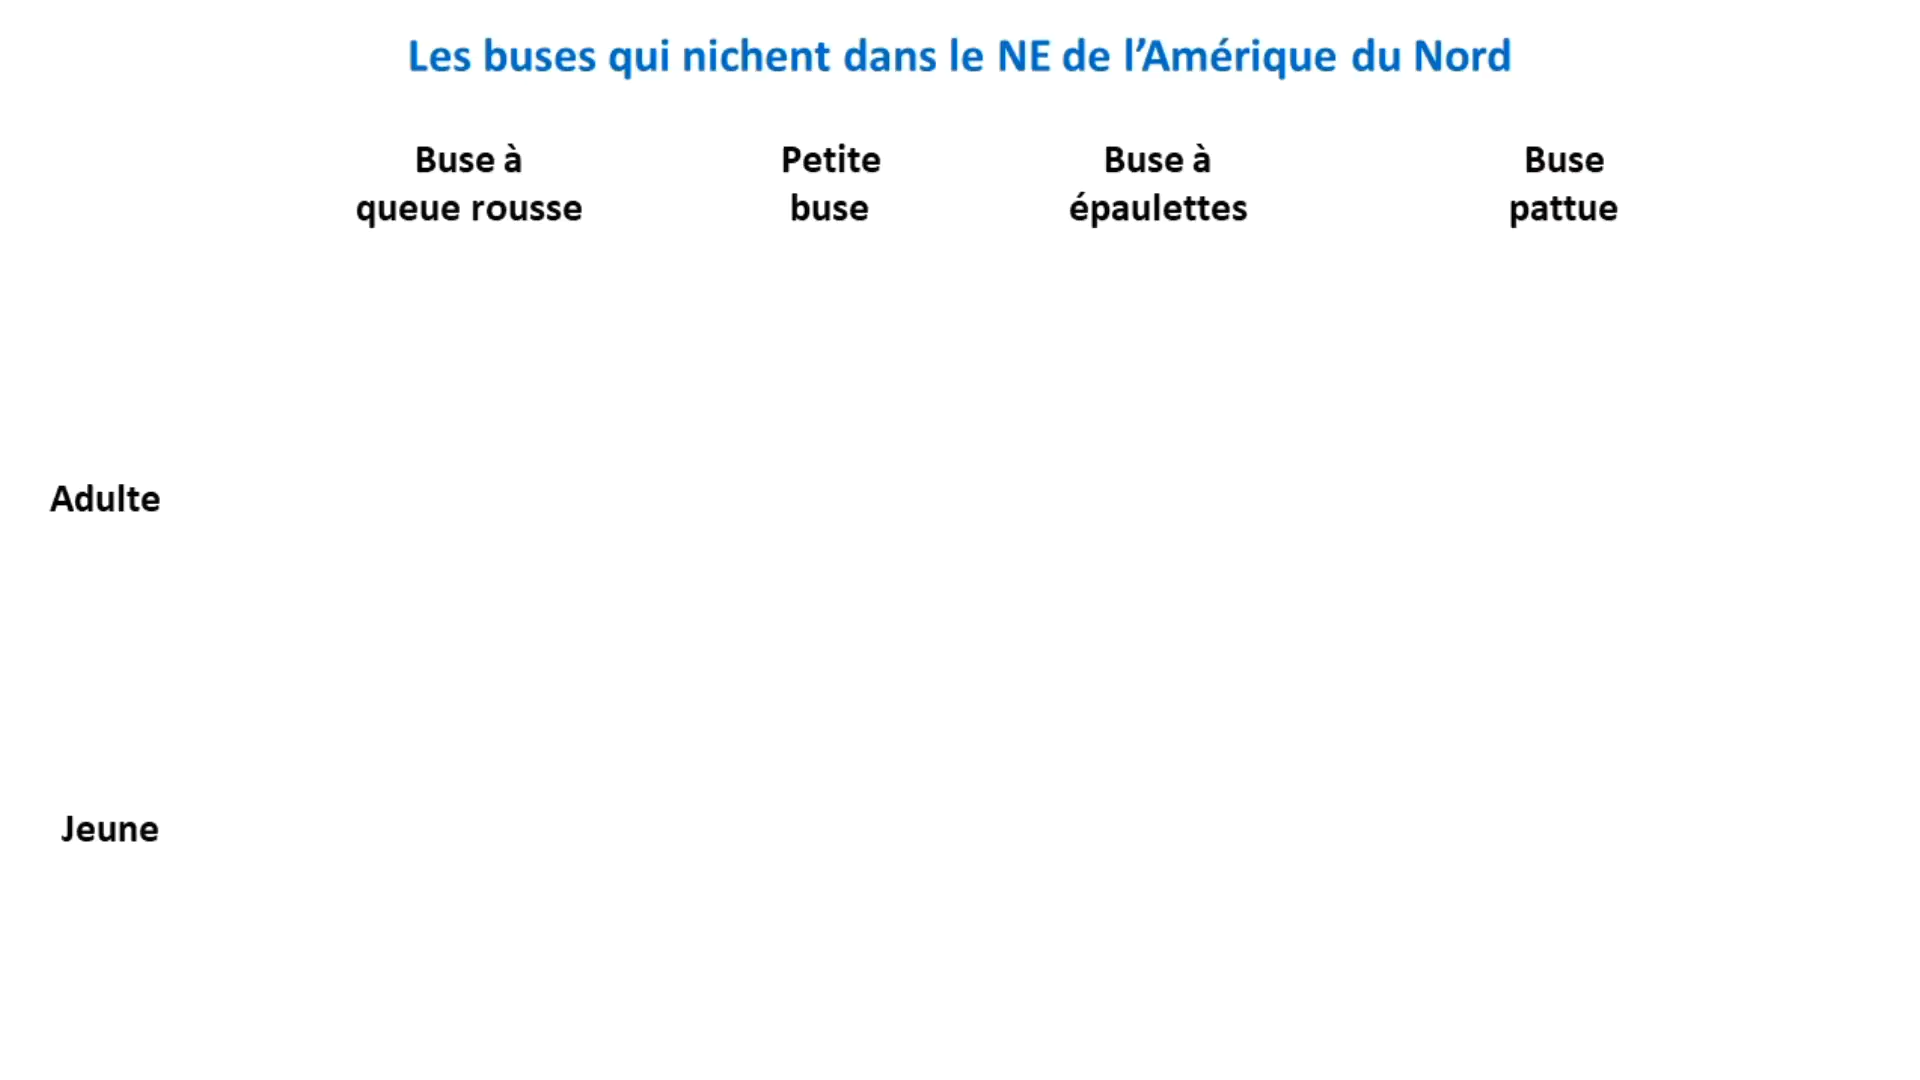 Les buses qui nichent dans le NE de l’Amérique du Nord
Buse à
queue rousse
Petite
buse
Buse à
épaulettes
Buse
pattue
Adulte
Jeune